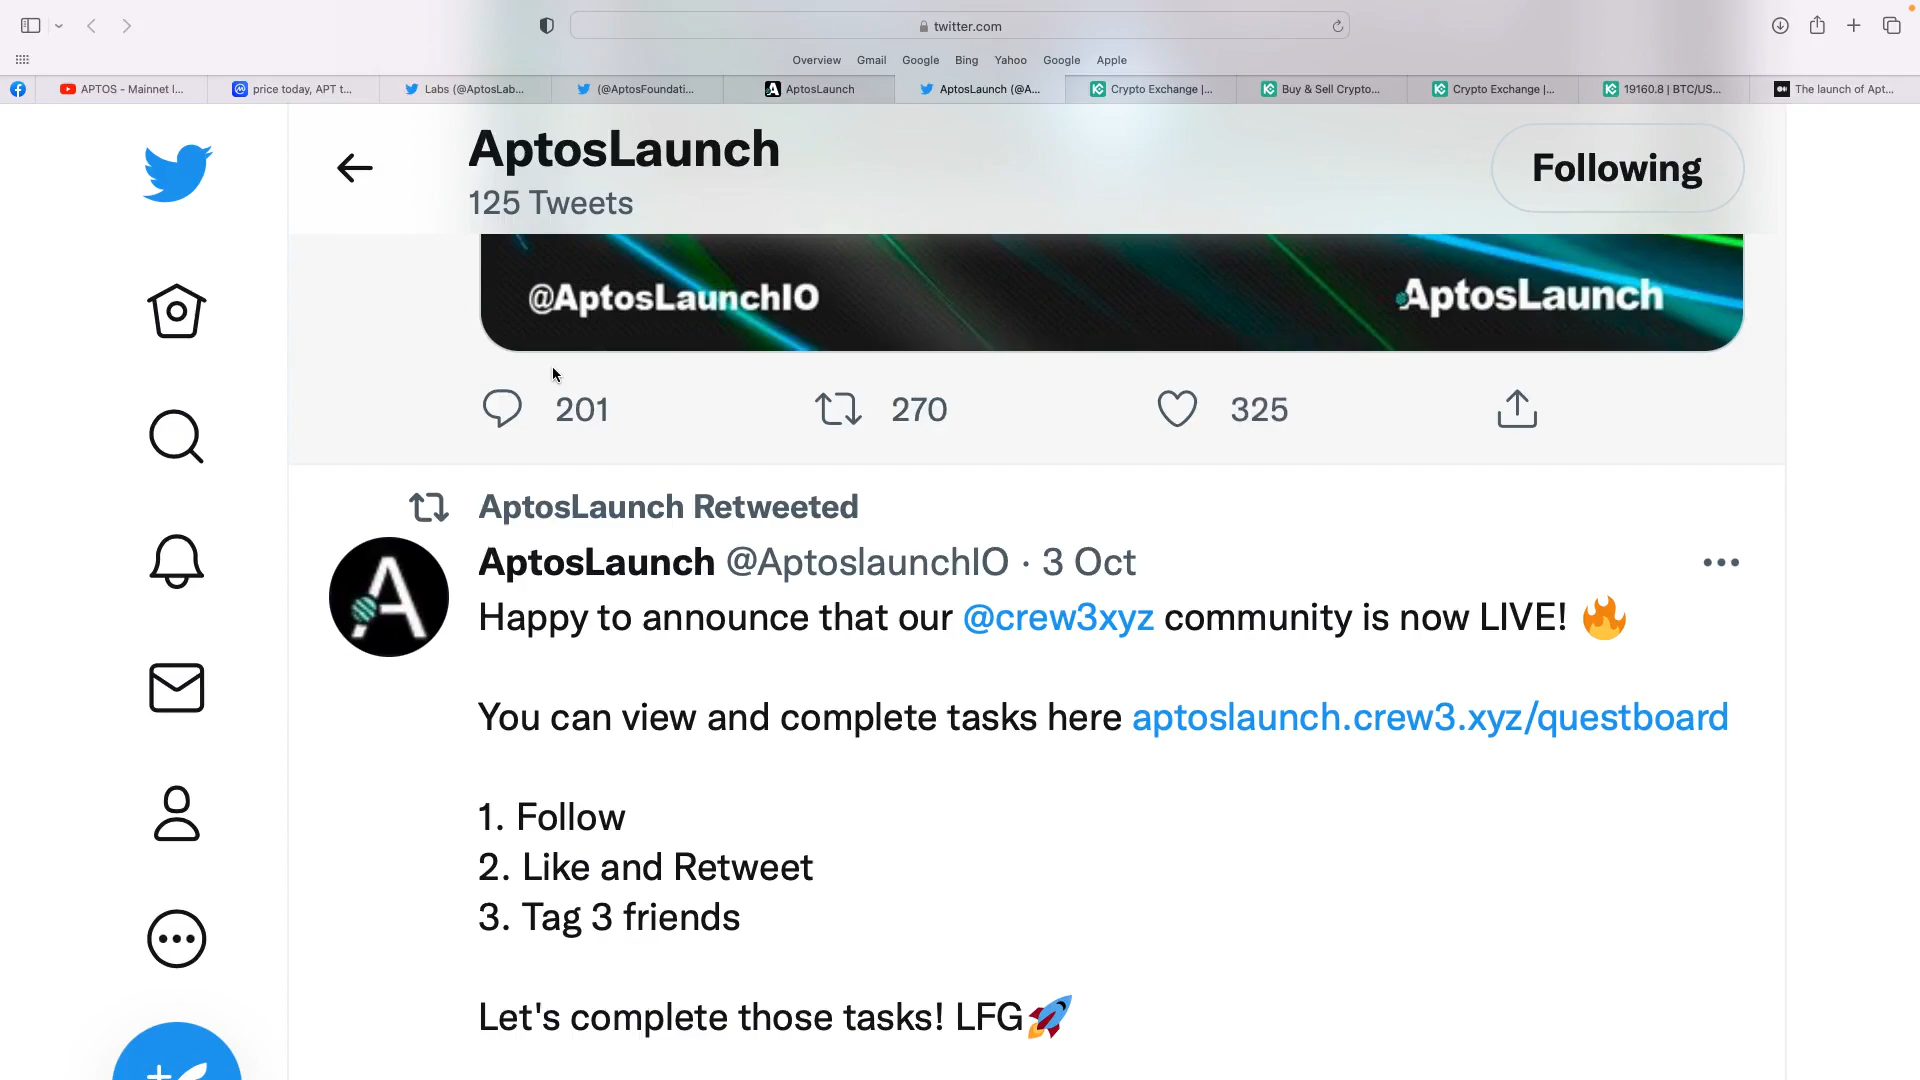 twitter.com
Overview Gmail Google Bing Yahoo Google Apple
APTOS - Mainnet l... price today, APT t... Labs (@AptosLab... (@AptosFoundati... AptosLaunch AptosLaunch (@A... Crypto Exchange |... Buy & Sell Crypto... Crypto Exchange |... 19160.8 | BTC/US... The launch of Apt...
AptosLaunch
125 Tweets
Following
@AptosLaunchIO AptosLaunch
201 270 325
AptosLaunch Retweeted
AptosLaunch @AptoslaunchIO · 3 Oct
Happy to announce that our @crew3xyz community is now LIVE! 🔥
You can view and complete tasks here aptoslaunch.crew3.xyz/questboard
1. Follow
2. Like and Retweet
3. Tag 3 friends
Let's complete those tasks! LFG🚀